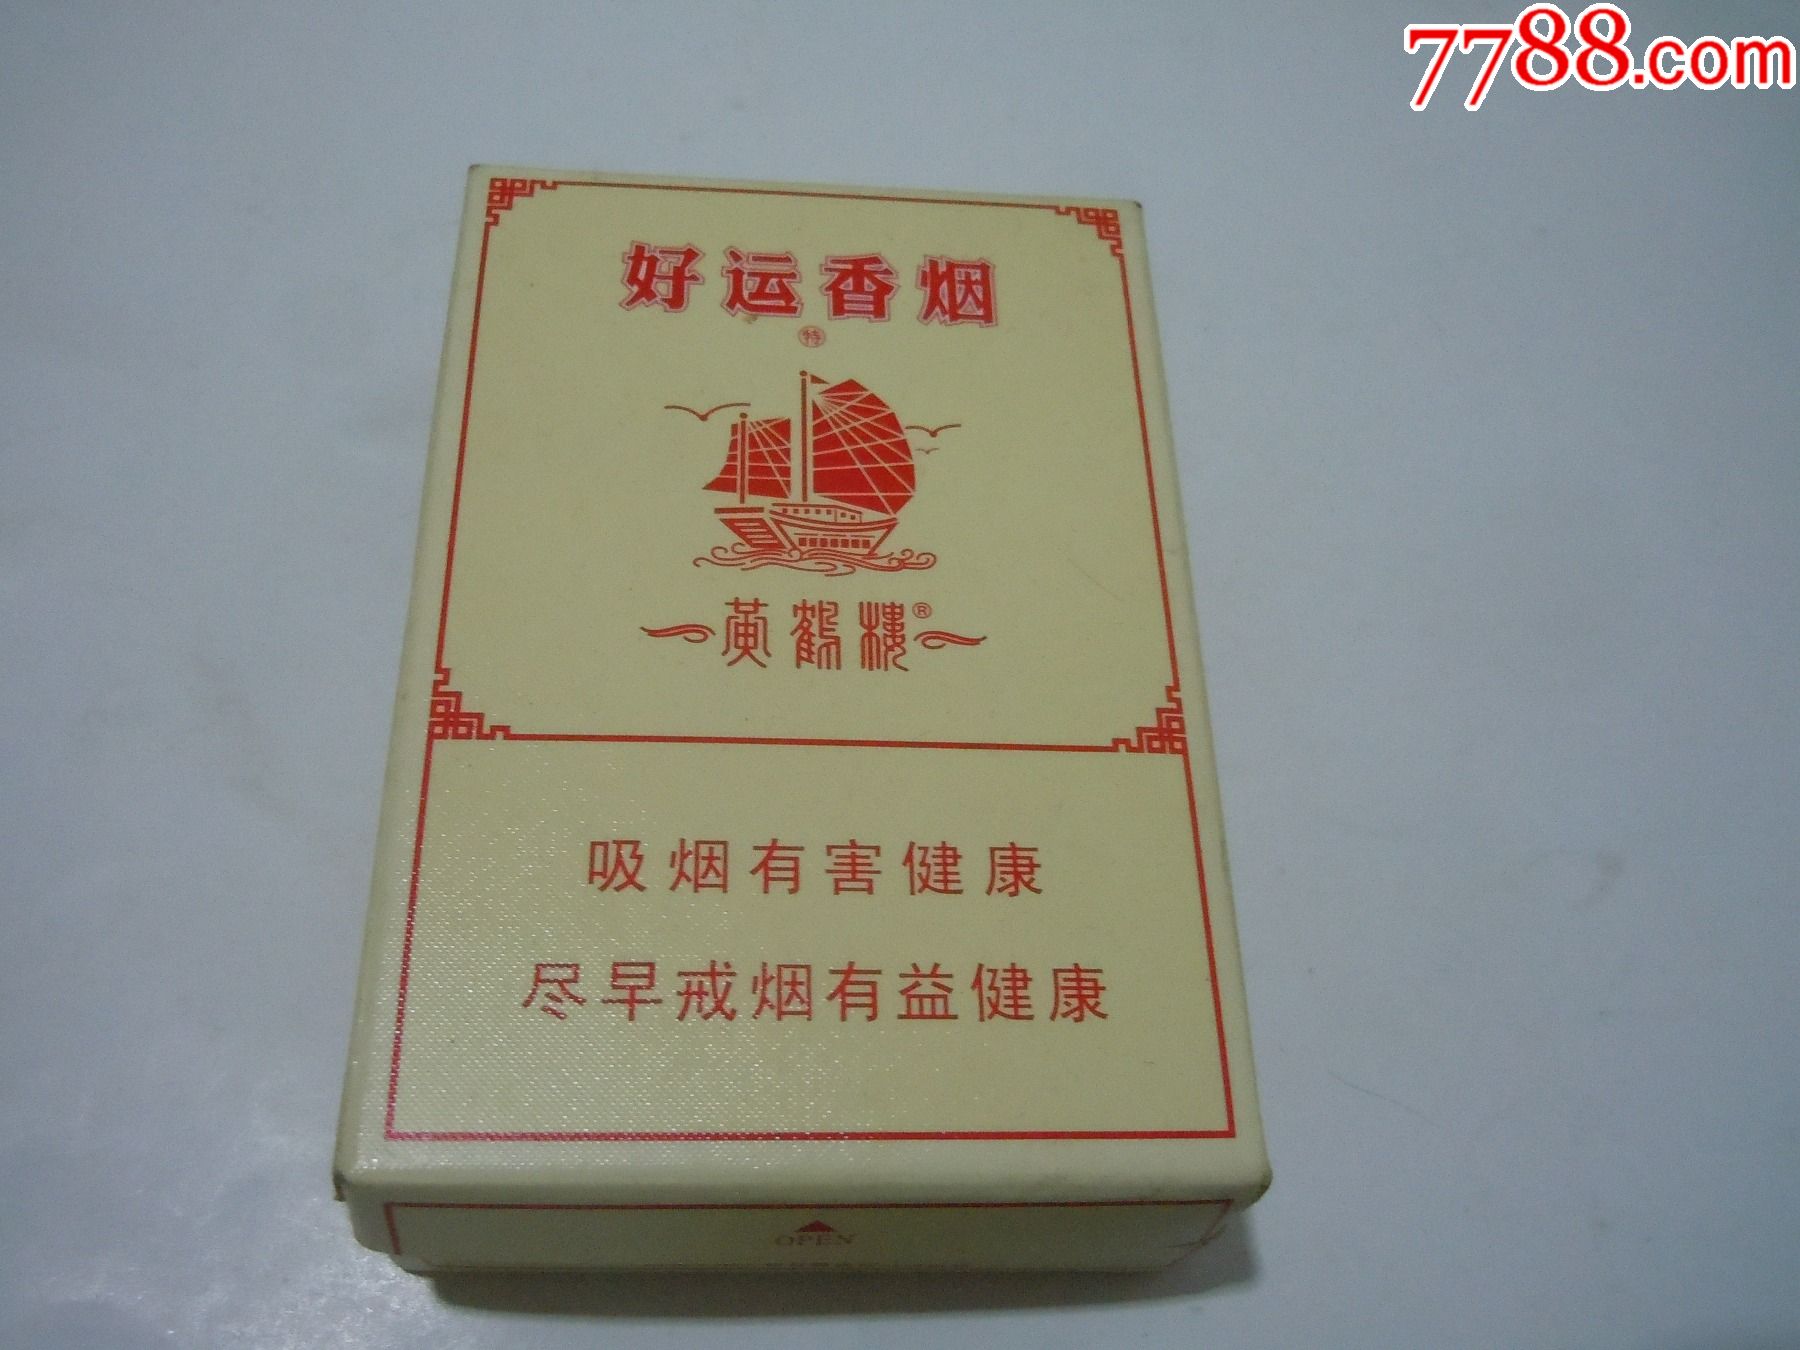 7788.com
好运香烟
特
黄鹤楼®
吸烟有害健康
尽早戒烟有益健康
OPEN